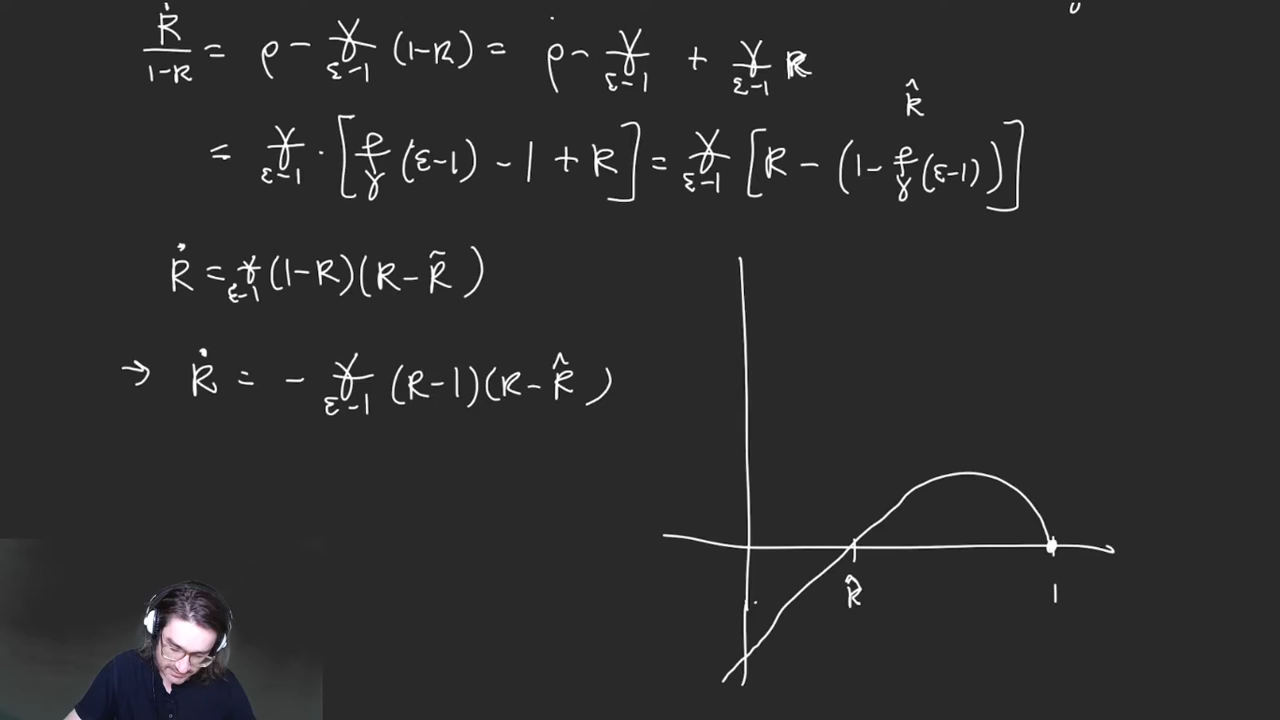 Ṙ/(1-R) = ρ - γ/(ε-1) (1-R) = ρ - γ/(ε-1) + γ/(ε-1) R
R̂
= γ/(ε-1) · [ρ/γ (ε-1) - 1 + R] = γ/(ε-1) [R - (1 - ρ/γ (ε-1))]
Ṙ = γ/(ε-1) (1-R)(R - R̃)
→ Ṙ = - γ/(ε-1) (R-1)(R - R̂)
R̂ 1